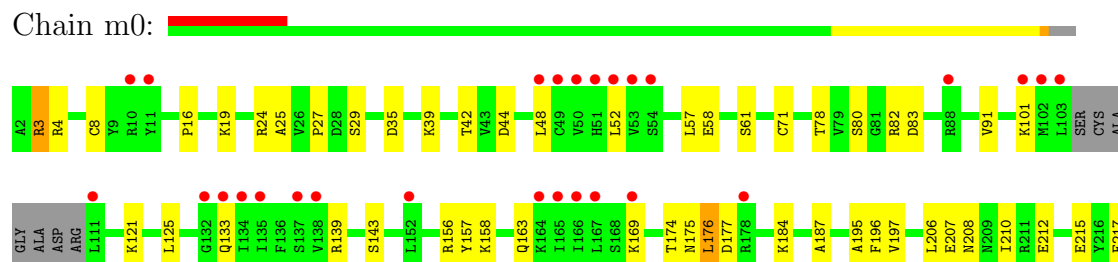 Chain m0:
A2 R3 R4 C8 Y9 R10 Y11 P16 K19 R24 A25 V26 P27 D28 S29 D35 K39 T42 V43 D44 L48 C49 V50 H51 L52 V53 S54 L57 E58 S61 C71 T78 V79 S80 G81 R82 D83 R88 V91 K101 M102 L103 SER CYS ALA
GLY ALA ASP ARG L111 K121 L125 G132 Q133 I134 I135 F136 S137 V138 R139 S143 L152 R156 Y157 K158 Q163 K164 I165 I166 L167 S168 K169 T174 N175 L176 D177 R178 K184 A187 A195 F196 V197 L206 E207 N208 N209 I210 R211 E212 E215 Y216